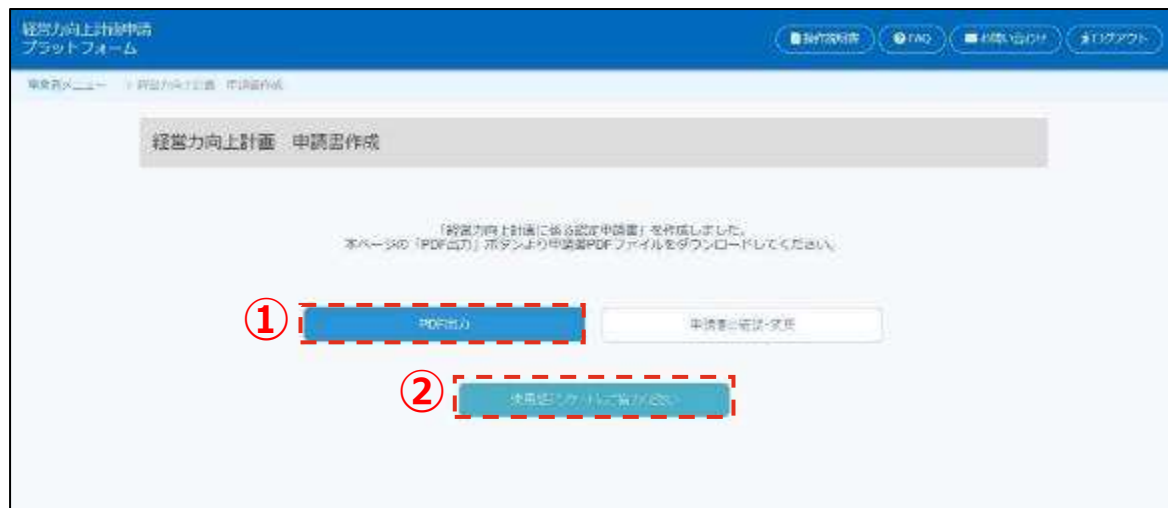 経営力向上計画申請
プラットフォーム
操作説明書
FAQ
お問い合わせ
ログアウト
事業者メニュー > 経営力向上計画 申請書作成
経営力向上計画 申請書作成
「経営力向上計画に係る認定申請書」を作成しました。
本ページの「PDF出力」ボタンより申請書PDFファイルをダウンロードしてください。
①
PDF出力
申請書の確認・変更
②